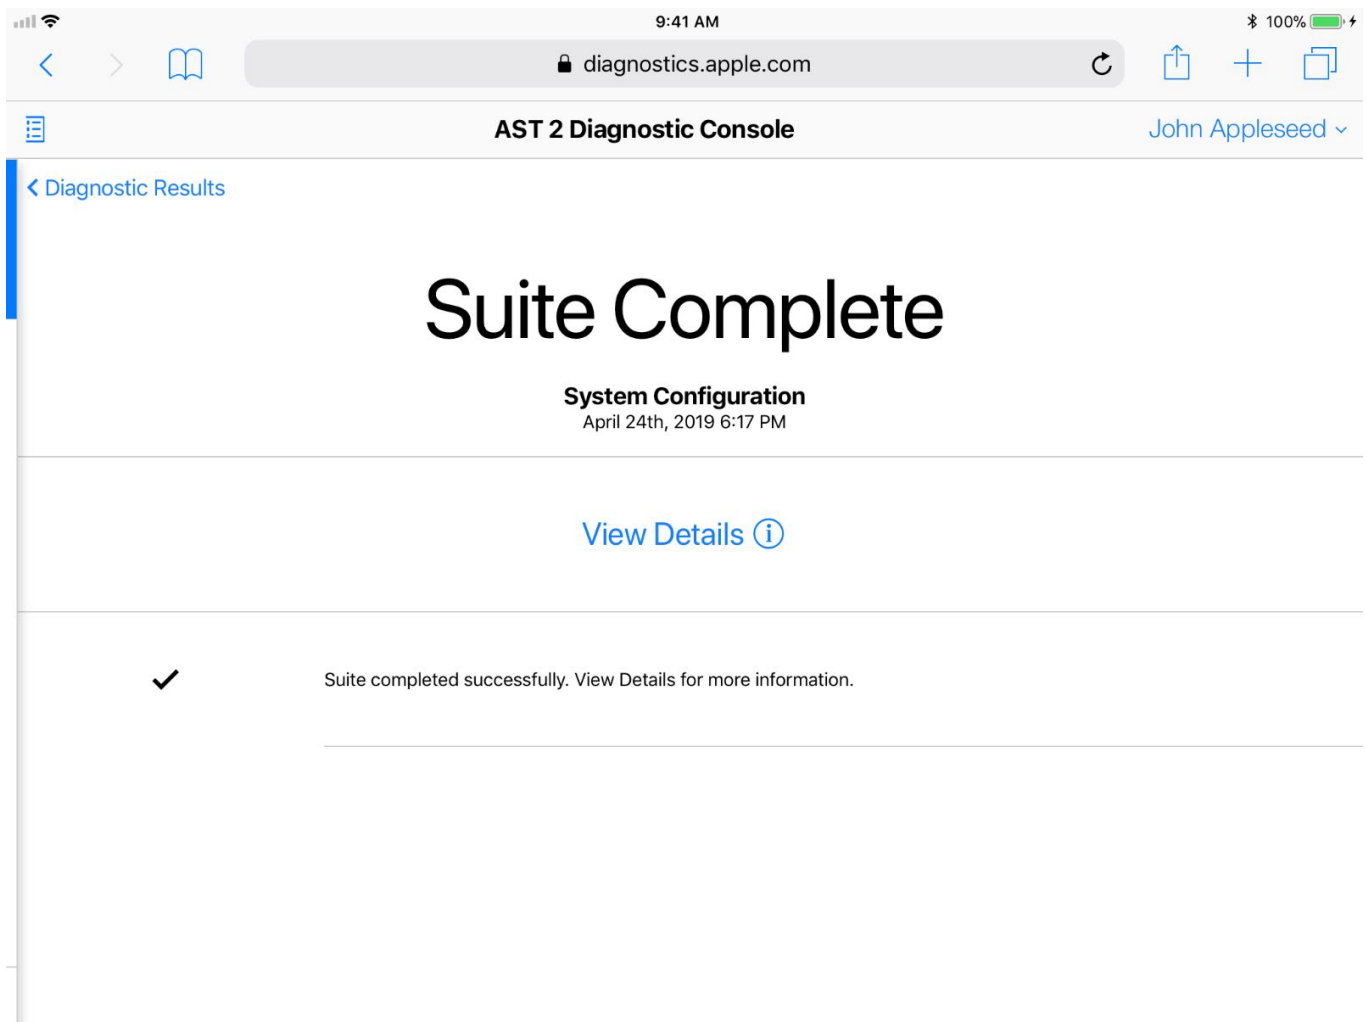 9:41 AM
100%
diagnostics.apple.com
AST 2 Diagnostic Console
John Appleseed
Diagnostic Results
Suite Complete
System Configuration
April 24th, 2019 6:17 PM
View Details
Suite completed successfully. View Details for more information.